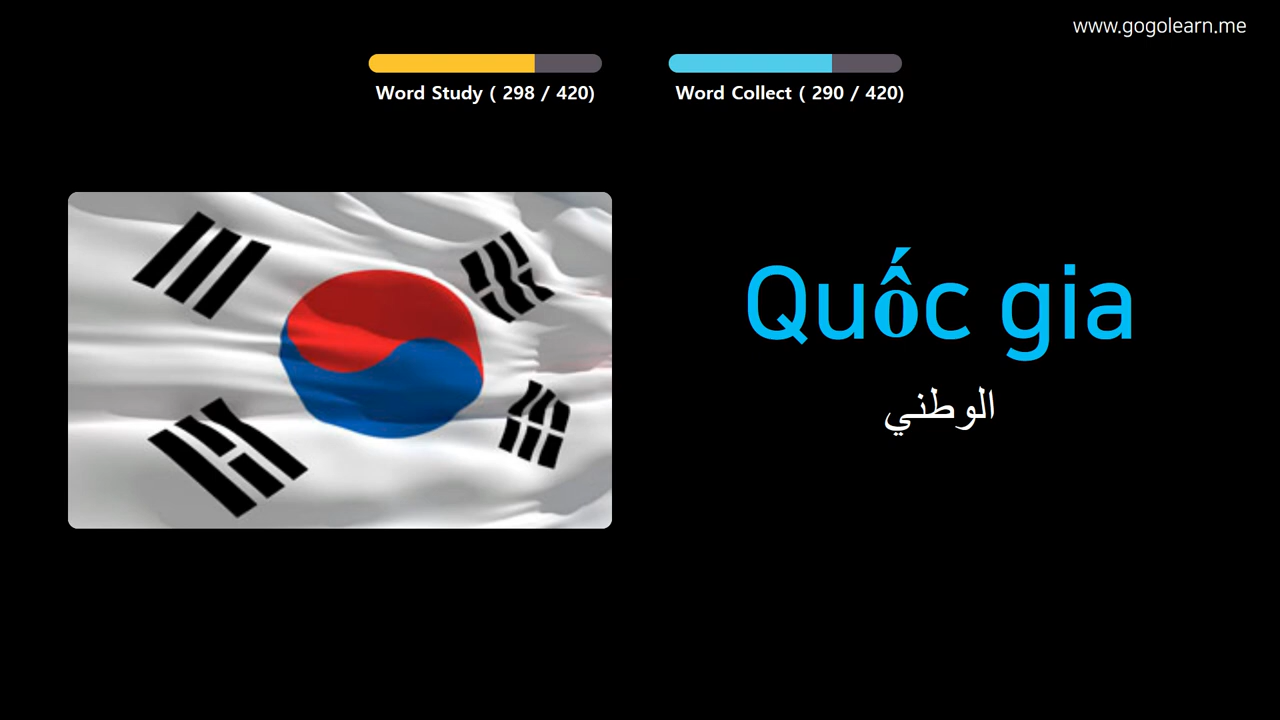 www.gogolearn.me
Word Study ( 298 / 420)
Word Collect ( 290 / 420)
Quốc gia
الوطني